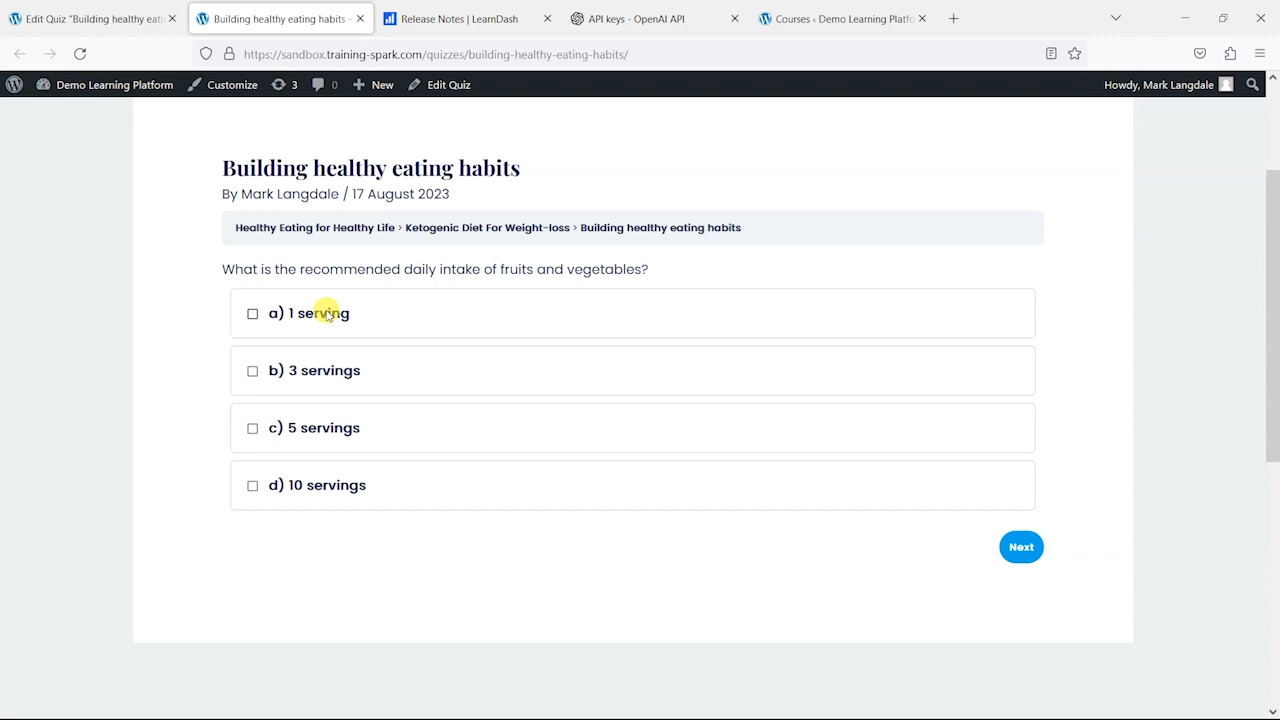 Edit Quiz "Building healthy eati
Building healthy eating habits -
Release Notes | LearnDash
API keys - OpenAI API
Courses ‹ Demo Learning Platfo
https://sandbox.training-spark.com/quizzes/building-healthy-eating-habits/
Demo Learning Platform Customize 3 0 New Edit Quiz Howdy, Mark Langdale
Building healthy eating habits
By Mark Langdale / 17 August 2023
Healthy Eating for Healthy Life > Ketogenic Diet For Weight-loss > Building healthy eating habits
What is the recommended daily intake of fruits and vegetables?
a) 1 serving
b) 3 servings
c) 5 servings
d) 10 servings
Next